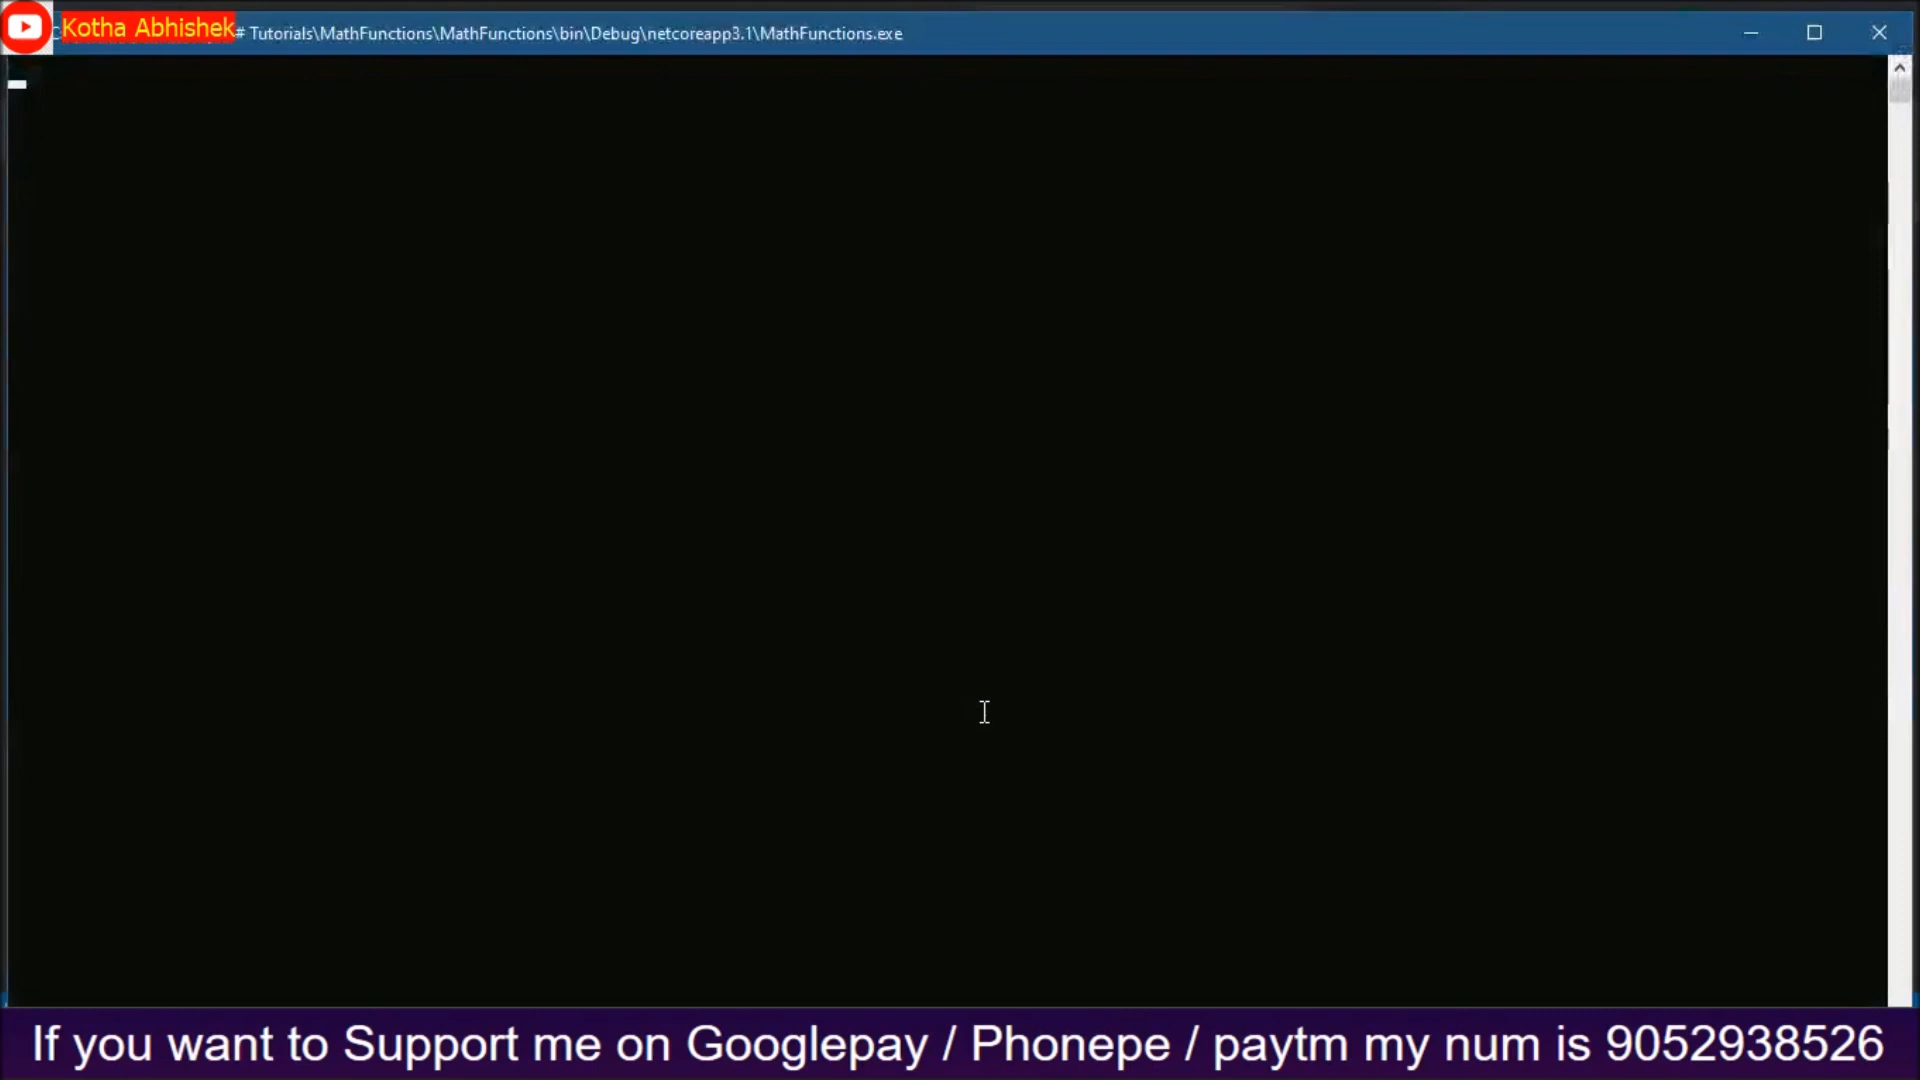 Kotha Abhishek
# Tutorials\MathFunctions\MathFunctions\bin\Debug\netcoreapp3.1\MathFunctions.exe
If you want to Support me on Googlepay / Phonepe / paytm my num is 9052938526